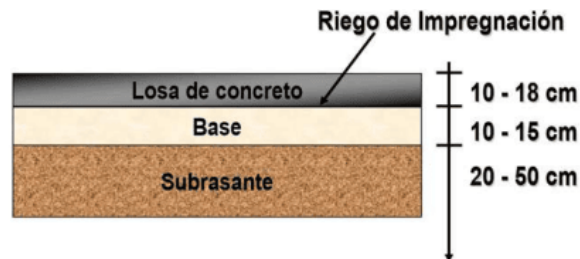 Riego de Impregnación
Losa de concreto
10 - 18 cm
Base
10 - 15 cm
Subrasante
20 - 50 cm